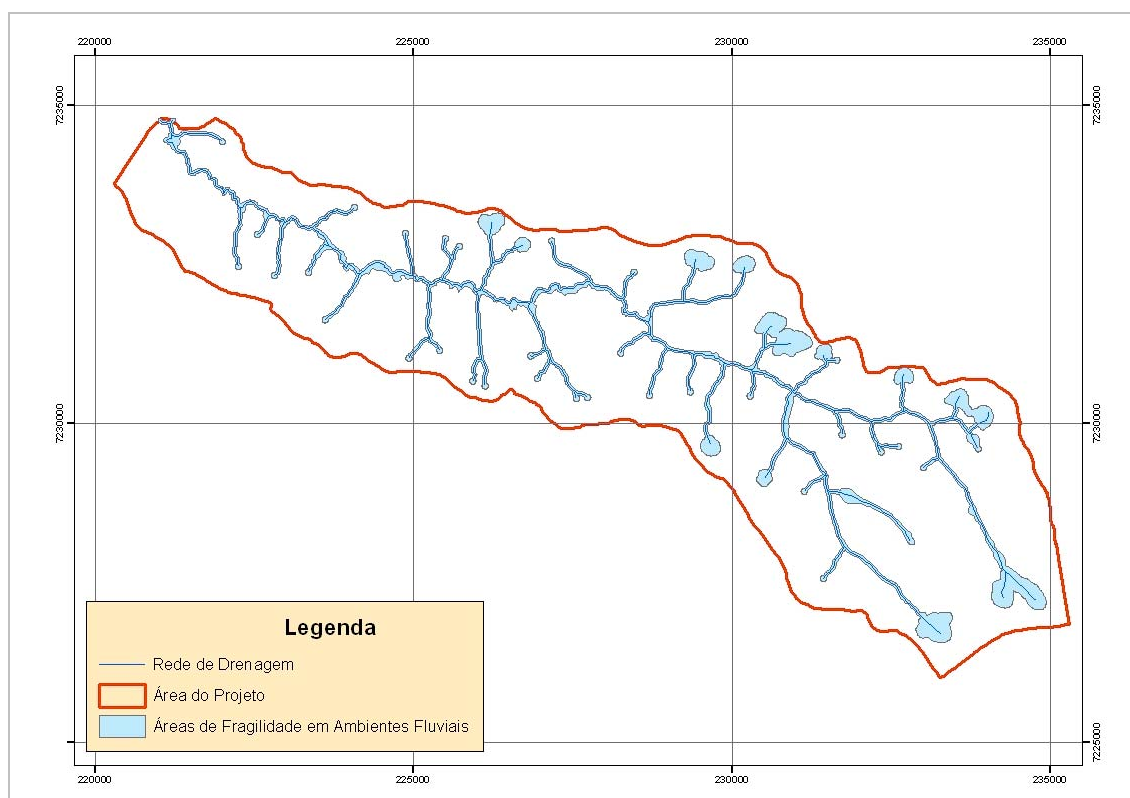 220000 225000 230000 235000
7235000 7235000
7230000 7230000
Legenda
Rede de Drenagem
Área do Projeto
Áreas de Fragilidade em Ambientes Fluviais
7225000
220000 225000 230000 235000